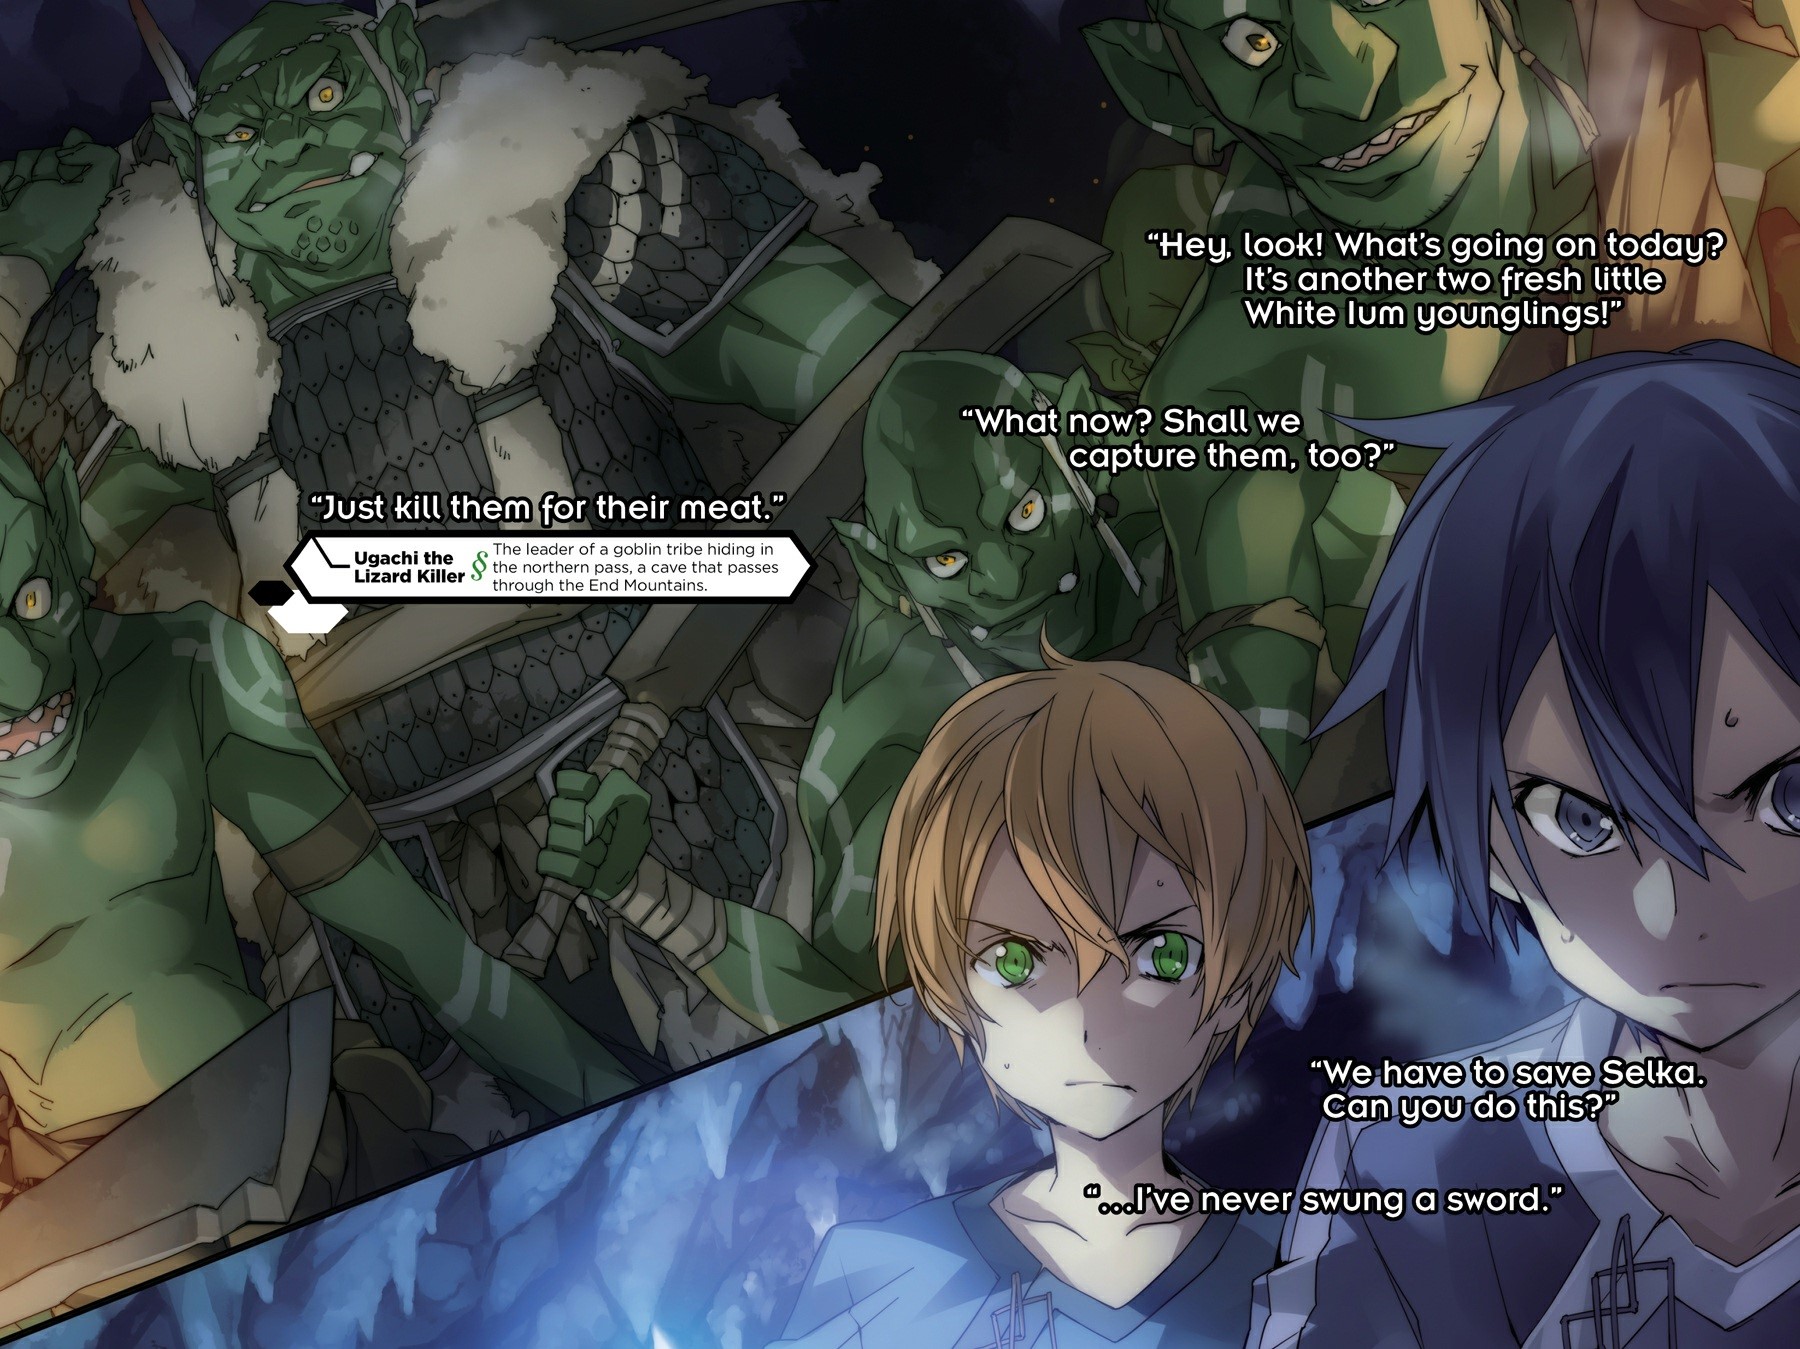 “Hey, look! What’s going on today?
It’s another two fresh little
White Ium younglings!”
“What now? Shall we
capture them, too?”
“Just kill them for their meat.”
Ugachi the
Lizard Killer
§
The leader of a goblin tribe hiding in
the northern pass, a cave that passes
through the End Mountains.
“We have to save Selka.
Can you do this?”
“…I’ve never swung a sword.”